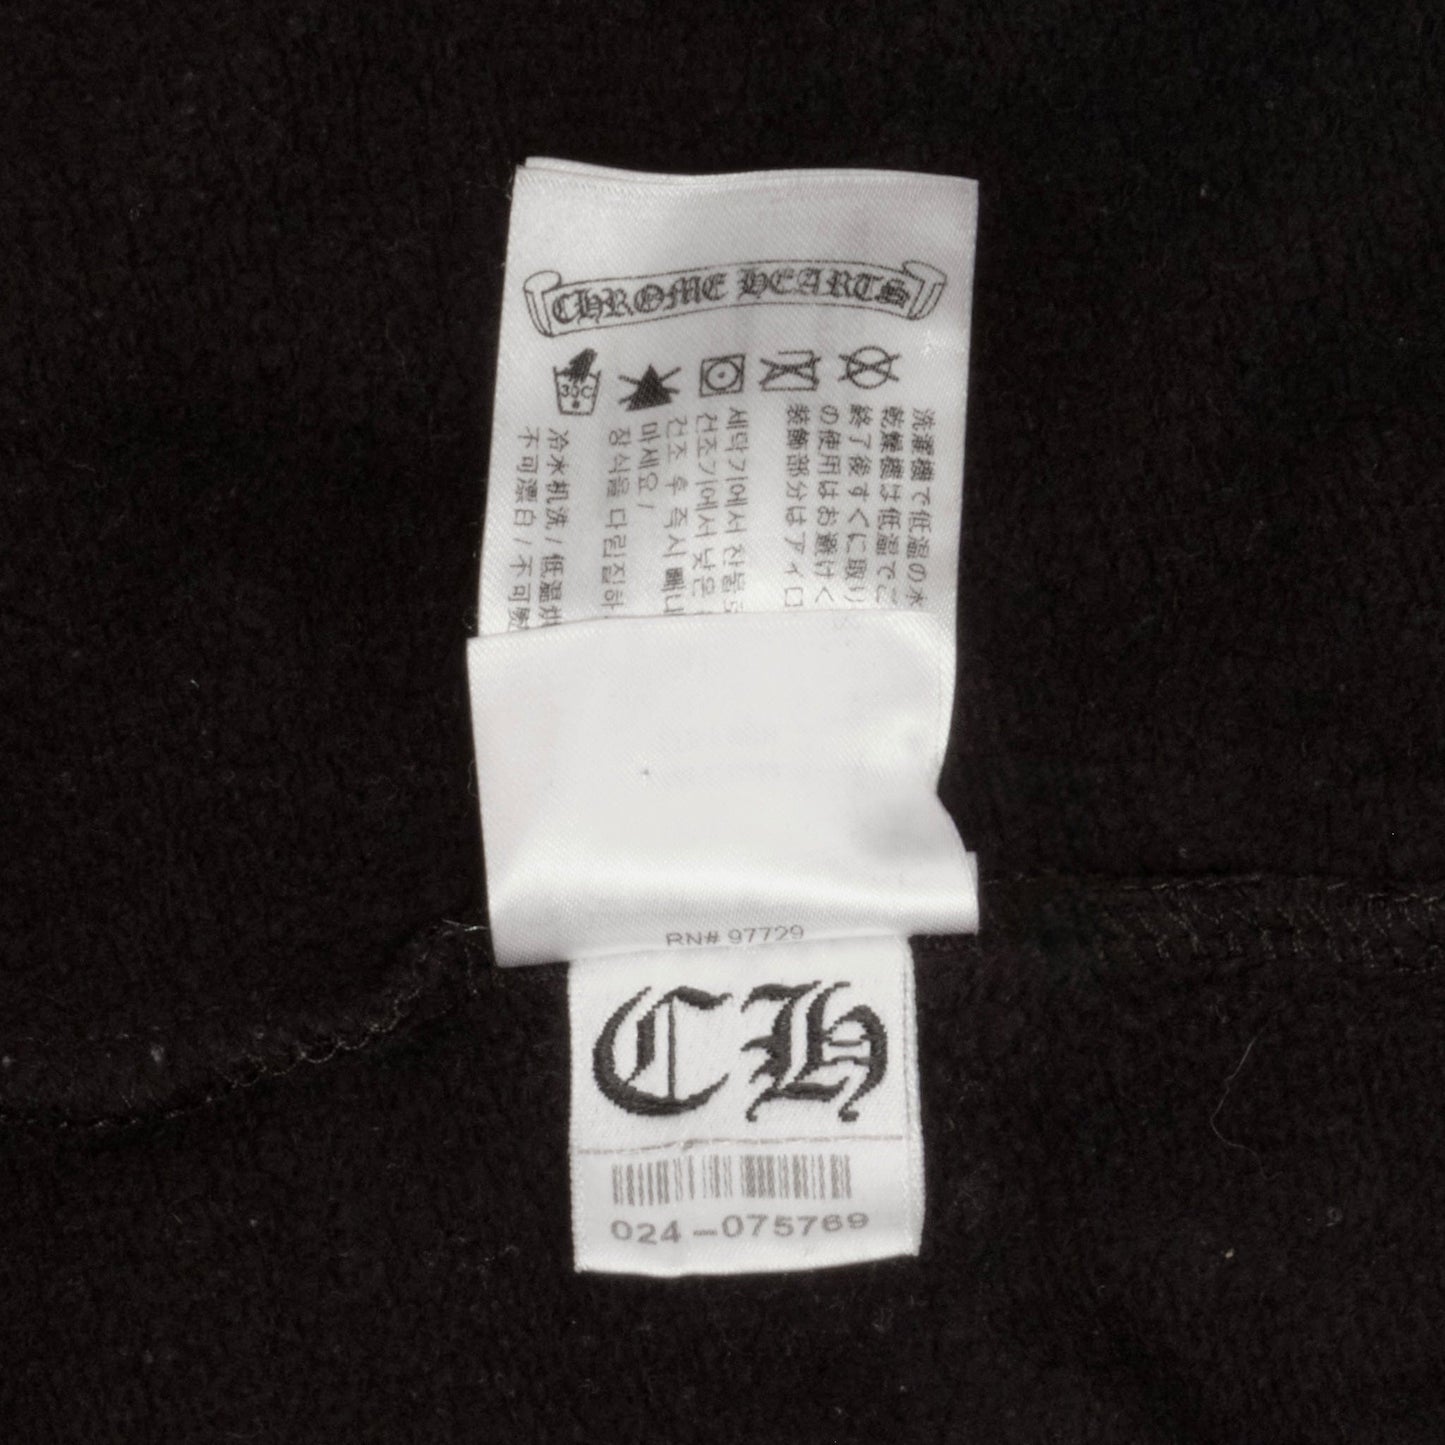 CHROME HEARTS
30C
洗濯機で低温の水
乾燥機は低温でご
終了後すぐに取り
の使用はお避けく
装飾部分はアイロ
세탁기에서 찬물
건조기에서 낮은
건조 후 즉시 빼내
마세요 /
장식을 다림질하
冷水机洗 / 低温烘
不可漂白 / 不可熨
RN# 97729
CH
024-075769